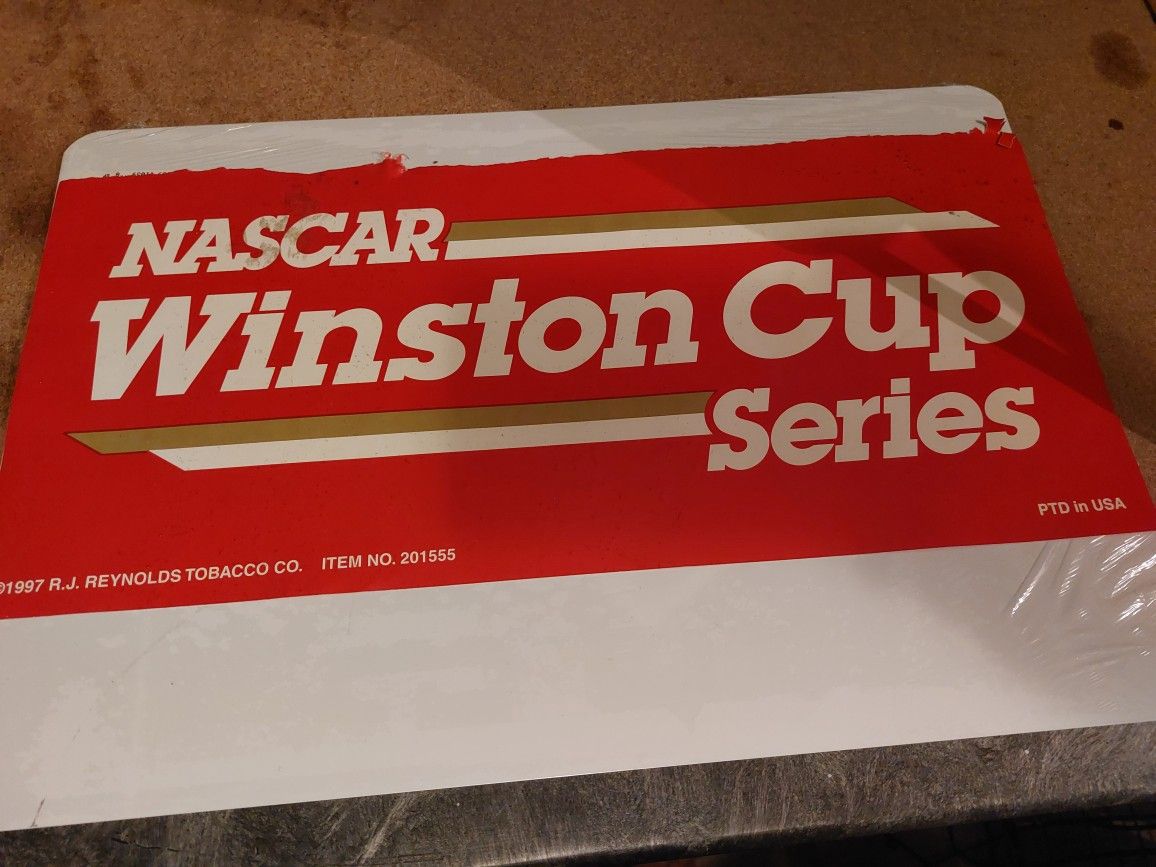 NASCAR
Winston Cup
Series
PTD in USA
©1997 R.J. REYNOLDS TOBACCO CO. ITEM NO. 201555